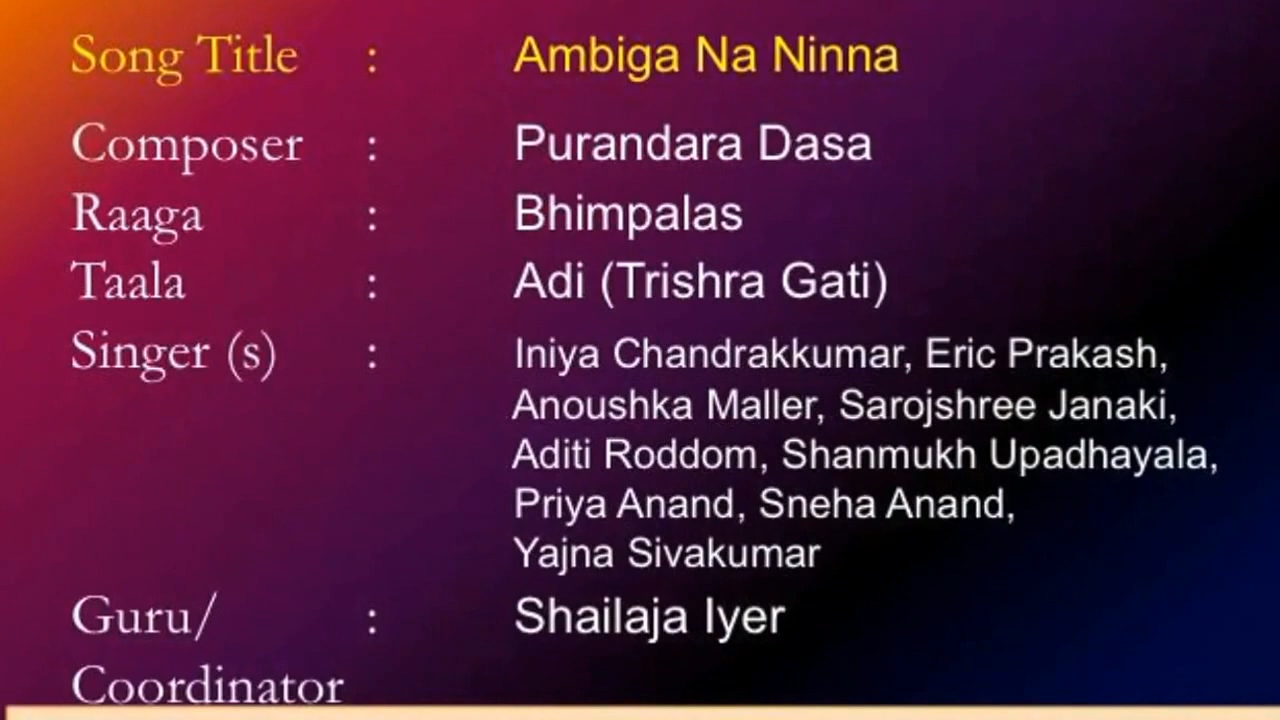 Song Title : Ambiga Na Ninna
Composer : Purandara Dasa
Raaga : Bhimpalas
Taala : Adi (Trishra Gati)
Singer (s) : Iniya Chandrakkumar, Eric Prakash,
Anoushka Maller, Sarojshree Janaki,
Aditi Roddom, Shanmukh Upadhayala,
Priya Anand, Sneha Anand,
Yajna Sivakumar
Guru/ : Shailaja Iyer
Coordinator